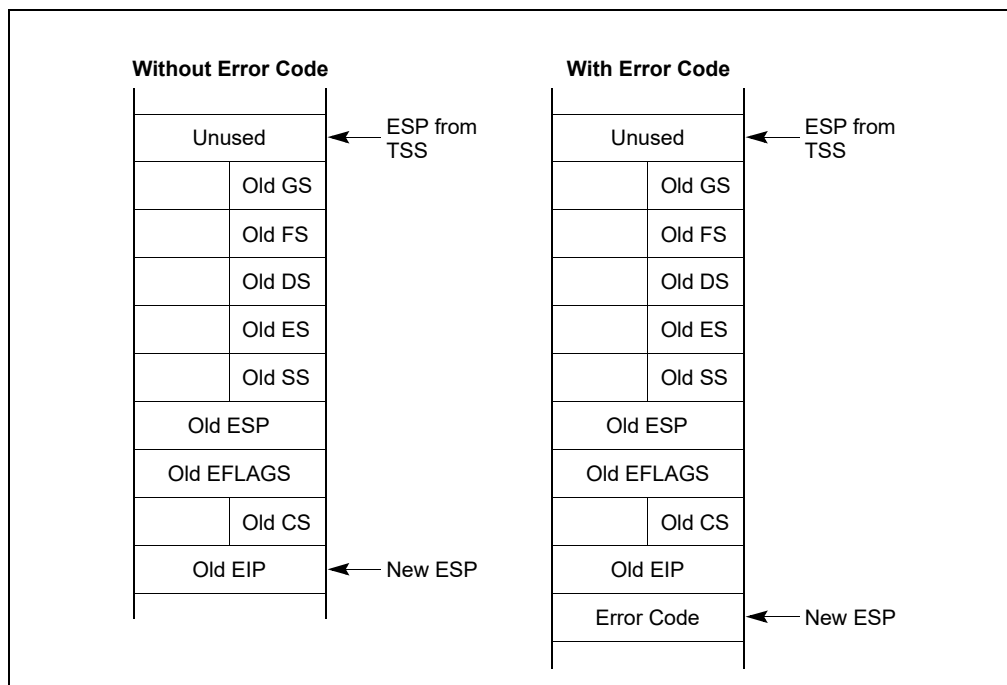 Without Error Code
Unused
ESP from
TSS
Old GS
Old FS
Old DS
Old ES
Old SS
Old ESP
Old EFLAGS
Old CS
Old EIP
New ESP
With Error Code
Unused
ESP from
TSS
Old GS
Old FS
Old DS
Old ES
Old SS
Old ESP
Old EFLAGS
Old CS
Old EIP
Error Code
New ESP